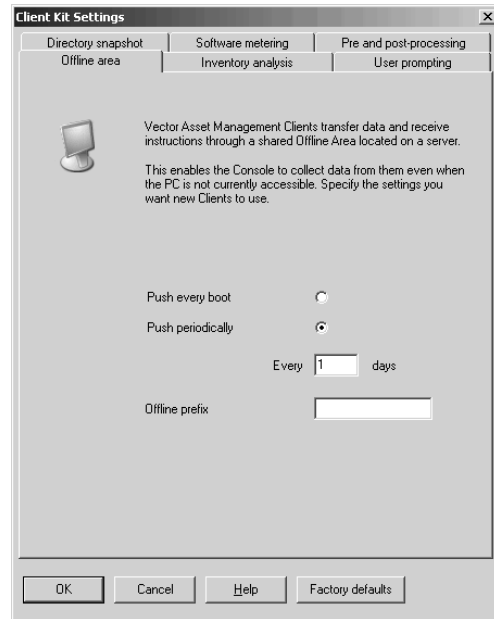 Client Kit Settings
Directory snapshot
Software metering
Pre and post-processing
Offline area
Inventory analysis
User prompting
Vector Asset Management Clients transfer data and receive
instructions through a shared Offline Area located on a server.
This enables the Console to collect data from them even when
the PC is not currently accessible. Specify the settings you
want new Clients to use.
Push every boot
Push periodically
Every 1 days
Offline prefix
OK Cancel Help Factory defaults